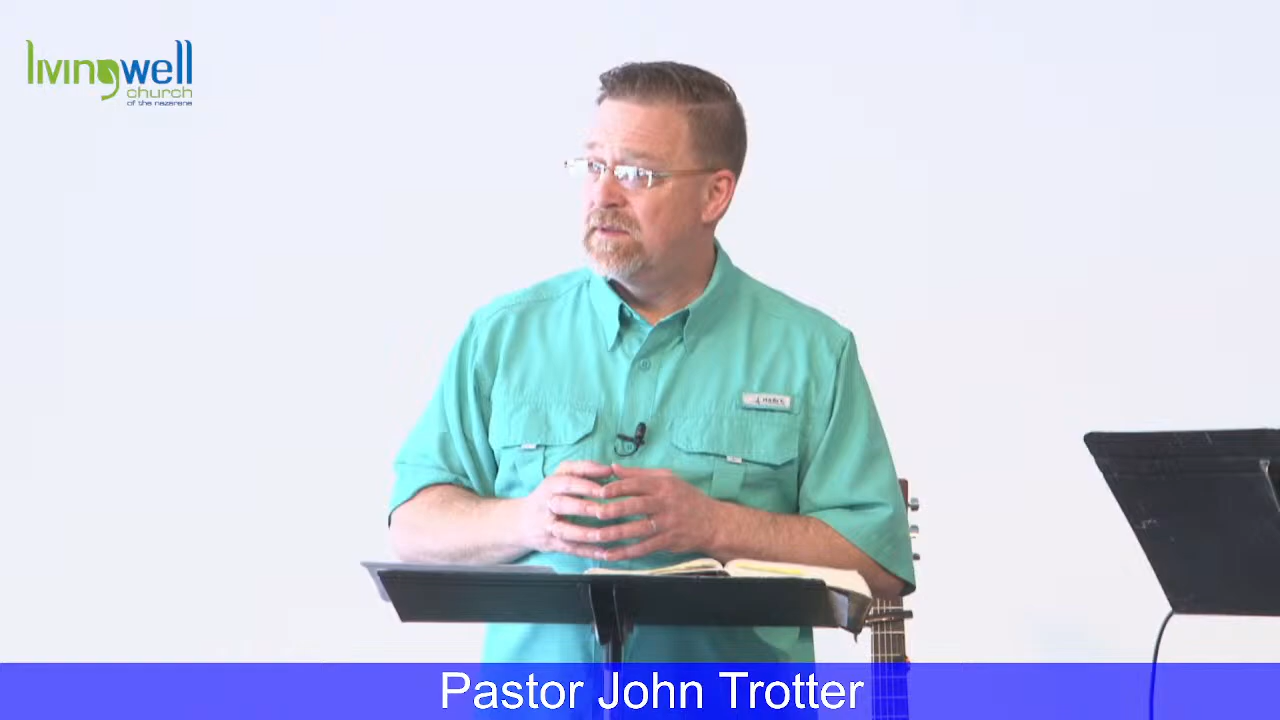 livingwell
church
of the nazarene
Pastor John Trotter